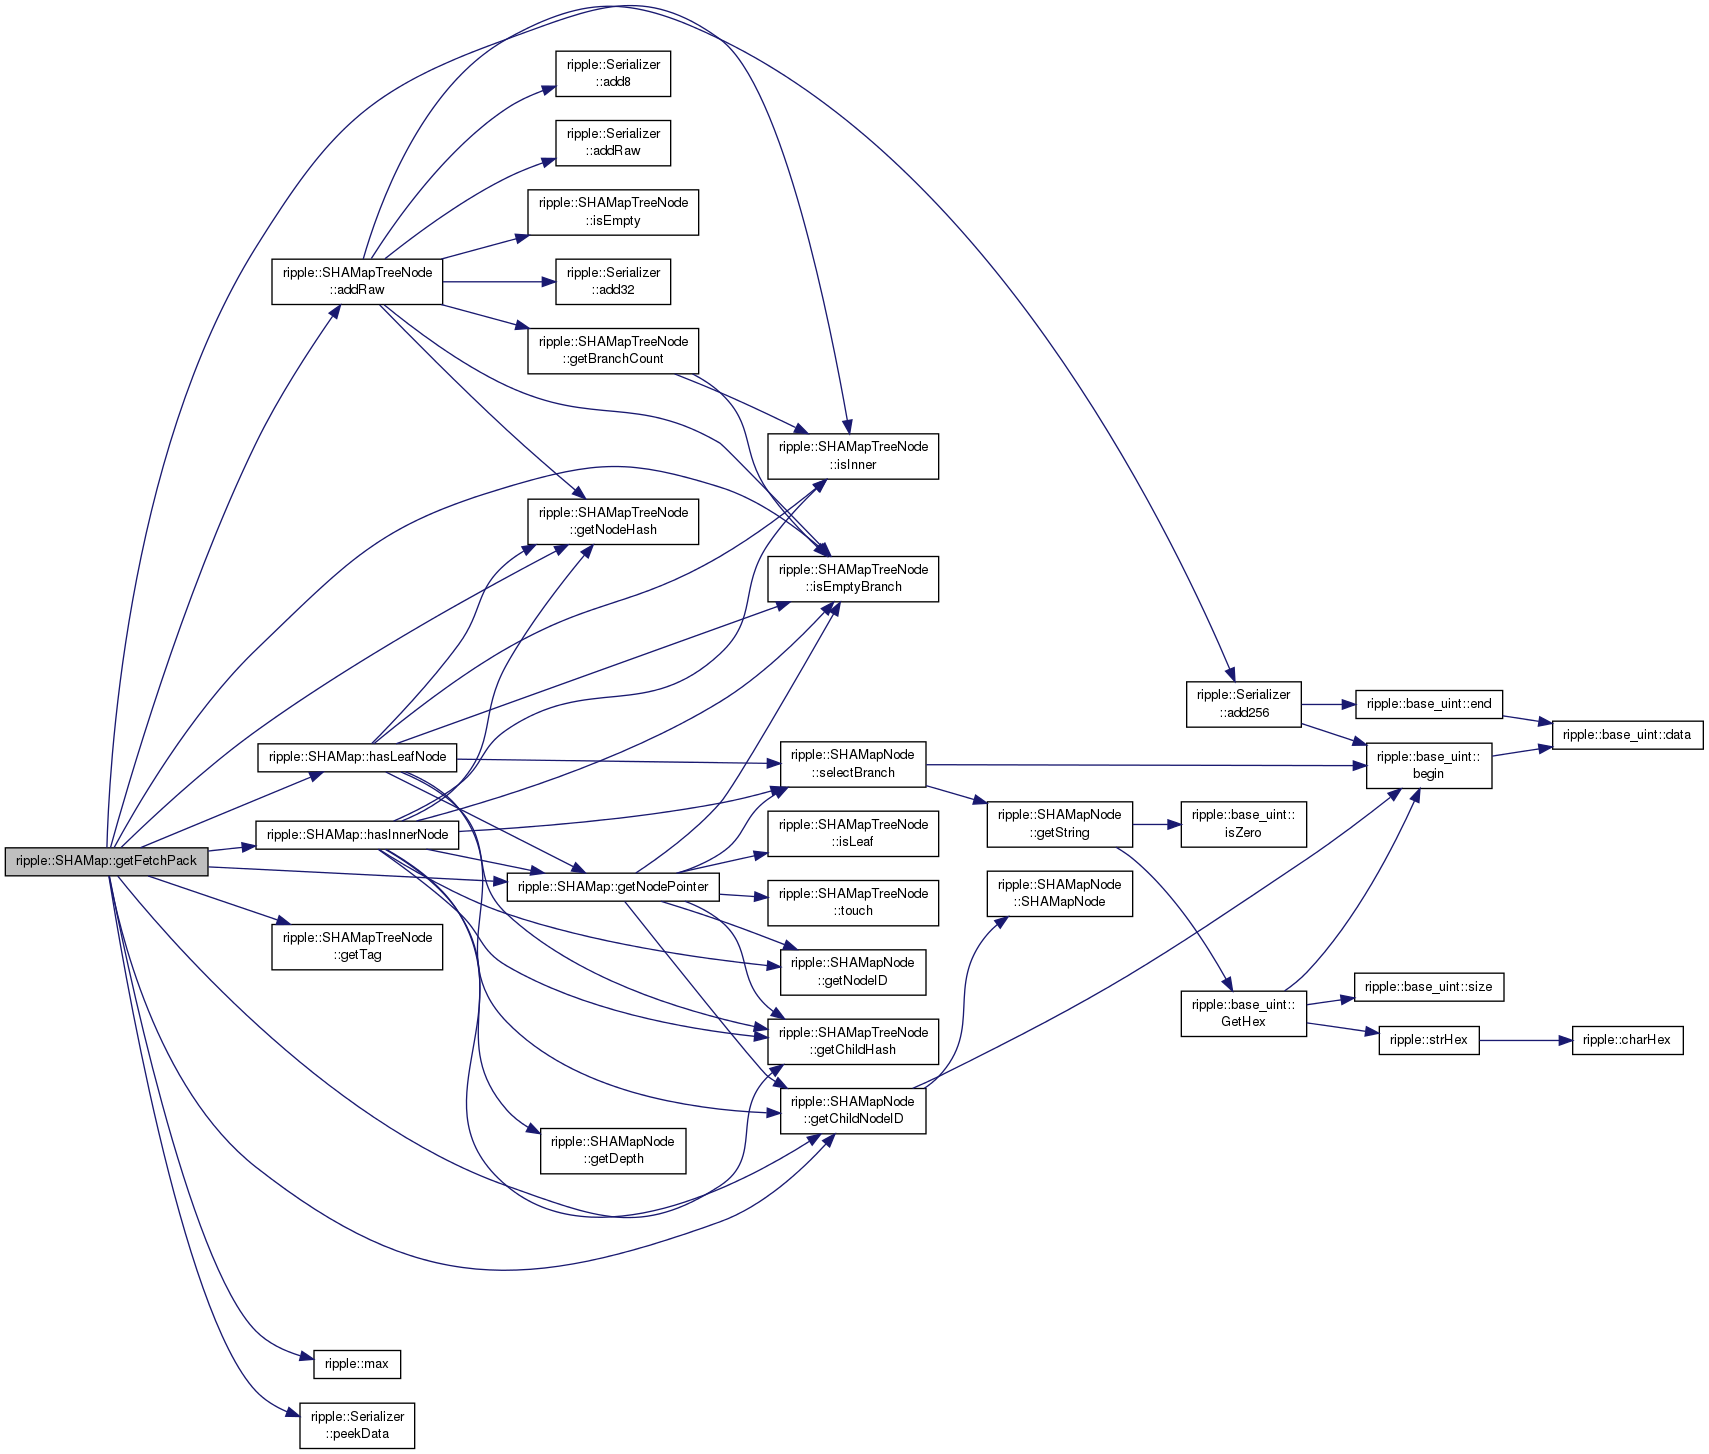 ripple::Serializer
::add8
ripple::Serializer
::addRaw
ripple::SHAMapTreeNode
::isEmpty
ripple::SHAMapTreeNode
::addRaw
ripple::Serializer
::add32
ripple::SHAMapTreeNode
::getBranchCount
ripple::SHAMapTreeNode
::isInner
ripple::SHAMapTreeNode
::getNodeHash
ripple::SHAMapTreeNode
::isEmptyBranch
ripple::Serializer
::add256
ripple::base_uint::end
ripple::base_uint::data
ripple::base_uint::
begin
ripple::SHAMap::hasLeafNode
ripple::SHAMapNode
::selectBranch
ripple::SHAMapNode
::getString
ripple::base_uint::
isZero
ripple::SHAMap::hasInnerNode
ripple::SHAMapTreeNode
::isLeaf
ripple::SHAMap::getFetchPack
ripple::SHAMap::getNodePointer
ripple::SHAMapTreeNode
::touch
ripple::SHAMapNode
::SHAMapNode
ripple::SHAMapTreeNode
::getTag
ripple::SHAMapNode
::getNodeID
ripple::base_uint::size
ripple::base_uint::
GetHex
ripple::SHAMapTreeNode
::getChildHash
ripple::strHex
ripple::charHex
ripple::SHAMapNode
::getChildNodeID
ripple::SHAMapNode
::getDepth
ripple::max
ripple::Serializer
::peekData